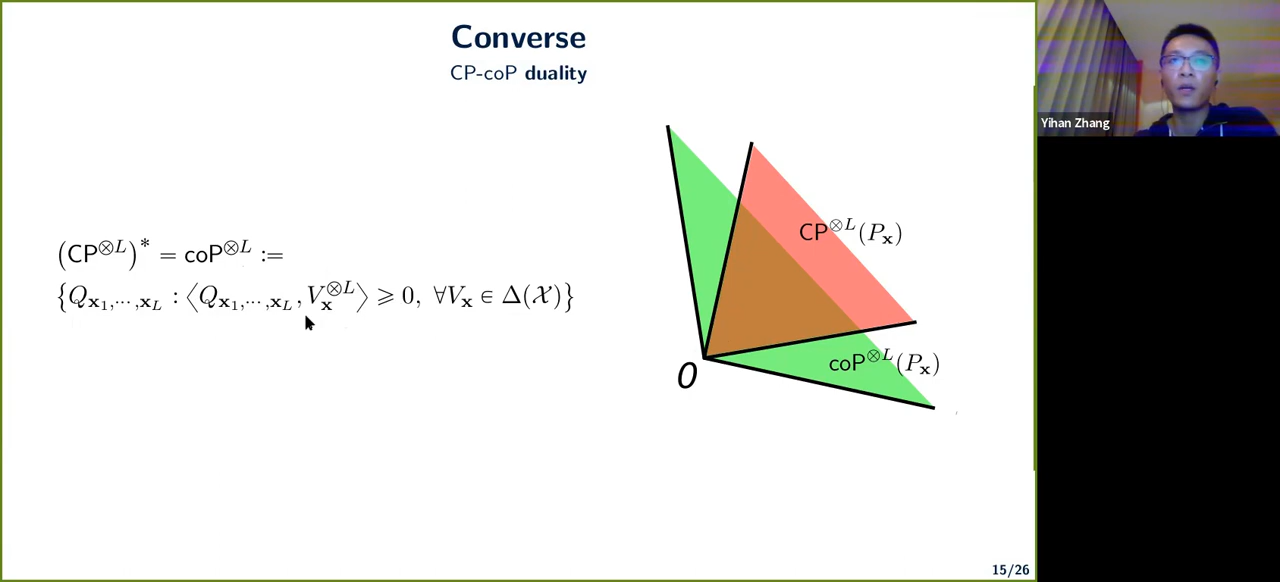 Converse
CP-coP duality
(CP^{⊗L})^* = coP^{⊗L} :=
{Q_{𝐱_1,⋯,𝐱_L} : ⟨Q_{𝐱_1,⋯,𝐱_L}, V_𝐱^{⊗L}⟩ ⩾ 0, ∀V_𝐱 ∈ Δ(𝒳)}
CP^{⊗L}(P_𝐱)
coP^{⊗L}(P_𝐱)
0
15/26
Yihan Zhang